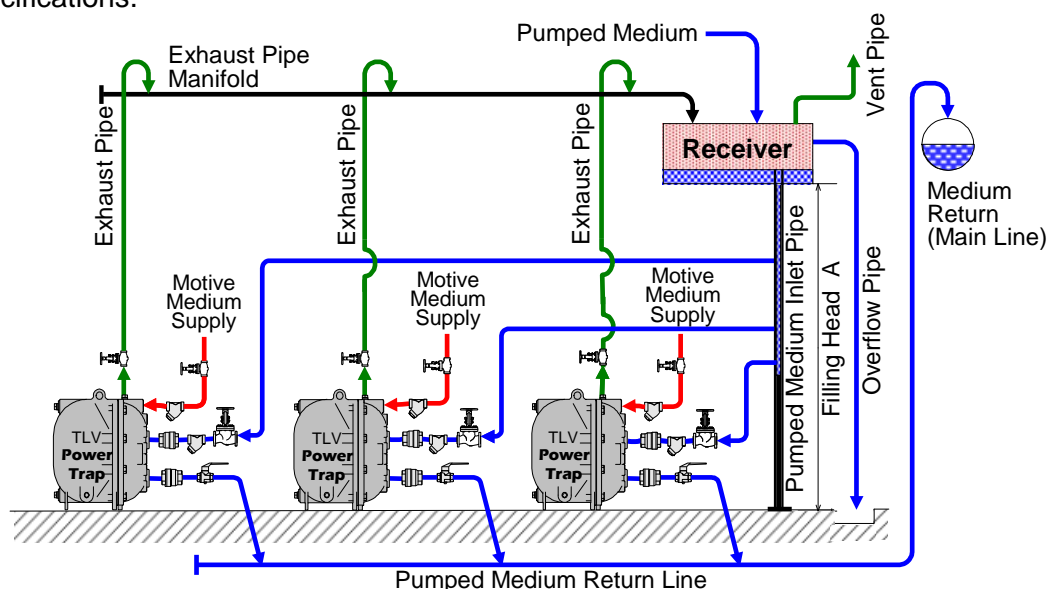 cifications.
Pumped Medium
Exhaust Pipe
Manifold
Vent Pipe
Exhaust Pipe
Exhaust Pipe
Exhaust Pipe
Receiver
Medium
Return
(Main Line)
Motive
Medium
Supply
Motive
Medium
Supply
Motive
Medium
Supply
Pumped Medium Inlet Pipe
Filling Head A
Overflow Pipe
TLV
Power
Trap
TLV
Power
Trap
TLV
Power
Trap
Pumped Medium Return Line